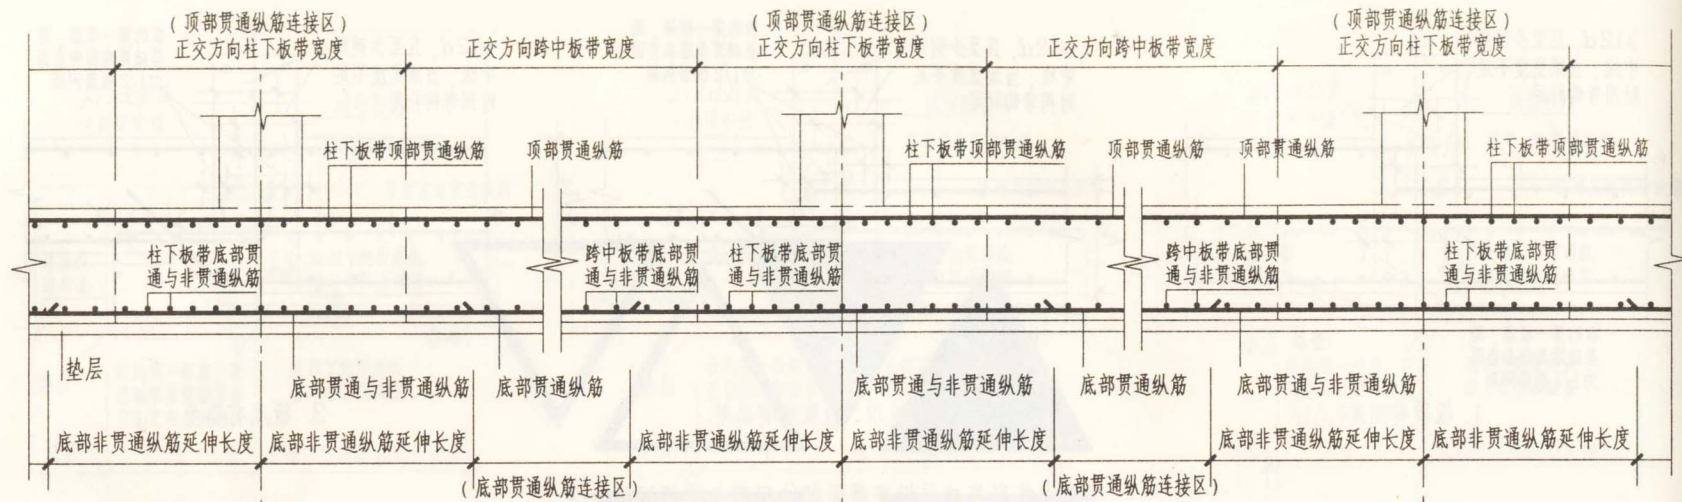 (顶部贯通纵筋连接区)
正交方向柱下板带宽度
正交方向跨中板带宽度
(顶部贯通纵筋连接区)
正交方向柱下板带宽度
正交方向跨中板带宽度
(顶部贯通纵筋连接区)
正交方向柱下板带宽度
柱下板带顶部贯通纵筋
顶部贯通纵筋
柱下板带顶部贯通纵筋
顶部贯通纵筋
顶部贯通纵筋
柱下板带顶部贯通纵筋
柱下板带底部贯
通与非贯通纵筋
跨中板带底部贯
通与非贯通纵筋
柱下板带底部贯
通与非贯通纵筋
跨中板带底部贯
通与非贯通纵筋
柱下板带底部贯
通与非贯通纵筋
垫层
底部贯通与非贯通纵筋
底部贯通纵筋
底部贯通与非贯通纵筋
底部贯通纵筋
底部贯通与非贯通纵筋
底部非贯通纵筋延伸长度
底部非贯通纵筋延伸长度
底部非贯通纵筋延伸长度
底部非贯通纵筋延伸长度
底部非贯通纵筋延伸长度
底部非贯通纵筋延伸长度
(底部贯通纵筋连接区)
(底部贯通纵筋连接区)